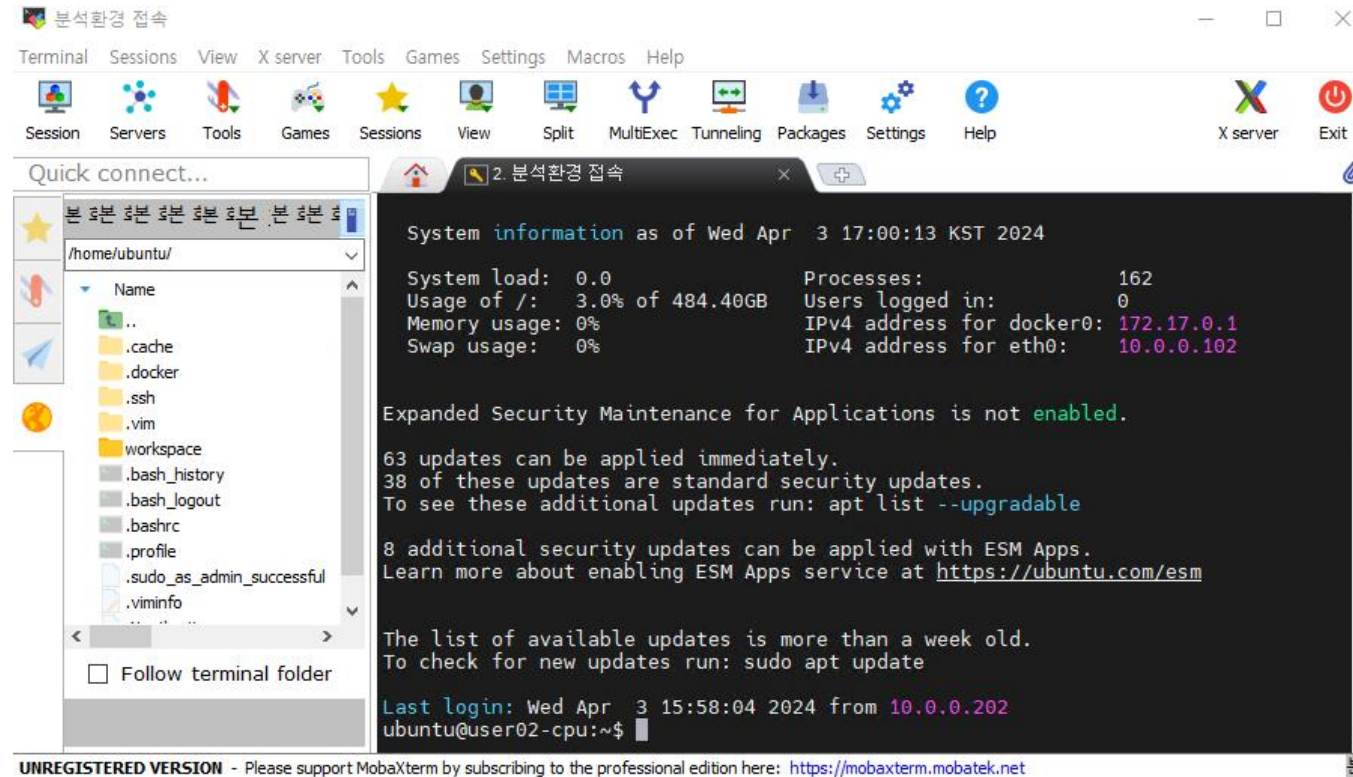 분석환경 접속
Terminal Sessions View X server Tools Games Settings Macros Help
Session Servers Tools Games Sessions View Split MultiExec Tunneling Packages Settings Help X server Exit
Quick connect...
2. 분석환경 접속
/home/ubuntu/
Name
..
.cache
.docker
.ssh
.vim
workspace
.bash_history
.bash_logout
.bashrc
.profile
.sudo_as_admin_successful
.viminfo
Follow terminal folder
System information as of Wed Apr 3 17:00:13 KST 2024
System load: 0.0 Processes: 162
Usage of /: 3.0% of 484.40GB Users logged in: 0
Memory usage: 0% IPv4 address for docker0: 172.17.0.1
Swap usage: 0% IPv4 address for eth0: 10.0.0.102
Expanded Security Maintenance for Applications is not enabled.
63 updates can be applied immediately.
38 of these updates are standard security updates.
To see these additional updates run: apt list --upgradable
8 additional security updates can be applied with ESM Apps.
Learn more about enabling ESM Apps service at https://ubuntu.com/esm
The list of available updates is more than a week old.
To check for new updates run: sudo apt update
Last login: Wed Apr 3 15:58:04 2024 from 10.0.0.202
ubuntu@user02-cpu:~$
UNREGISTERED VERSION - Please support MobaXterm by subscribing to the professional edition here: https://mobaxterm.mobatek.net